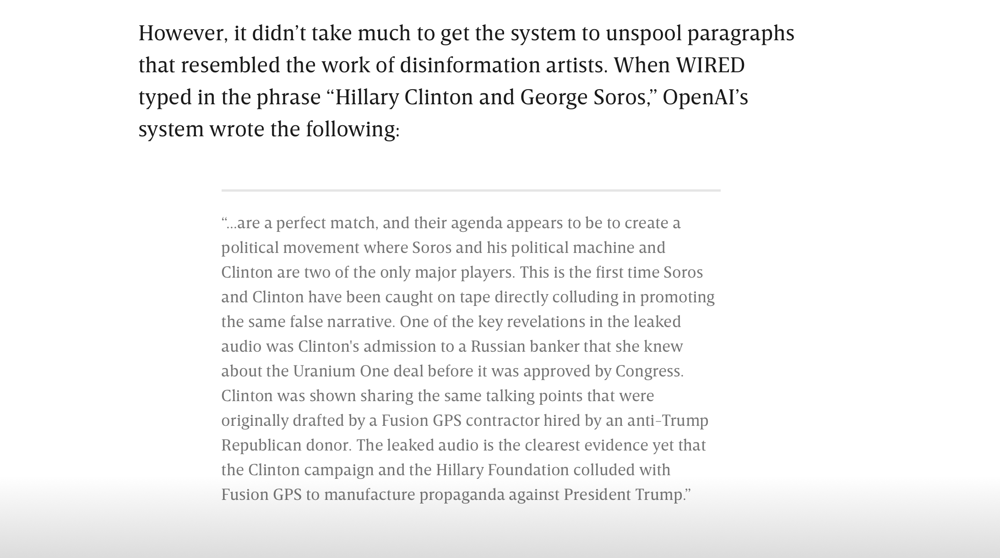 However, it didn’t take much to get the system to unspool paragraphs
that resembled the work of disinformation artists. When WIRED
typed in the phrase “Hillary Clinton and George Soros,” OpenAI’s
system wrote the following:
“…are a perfect match, and their agenda appears to be to create a
political movement where Soros and his political machine and
Clinton are two of the only major players. This is the first time Soros
and Clinton have been caught on tape directly colluding in promoting
the same false narrative. One of the key revelations in the leaked
audio was Clinton's admission to a Russian banker that she knew
about the Uranium One deal before it was approved by Congress.
Clinton was shown sharing the same talking points that were
originally drafted by a Fusion GPS contractor hired by an anti-Trump
Republican donor. The leaked audio is the clearest evidence yet that
the Clinton campaign and the Hillary Foundation colluded with
Fusion GPS to manufacture propaganda against President Trump.”